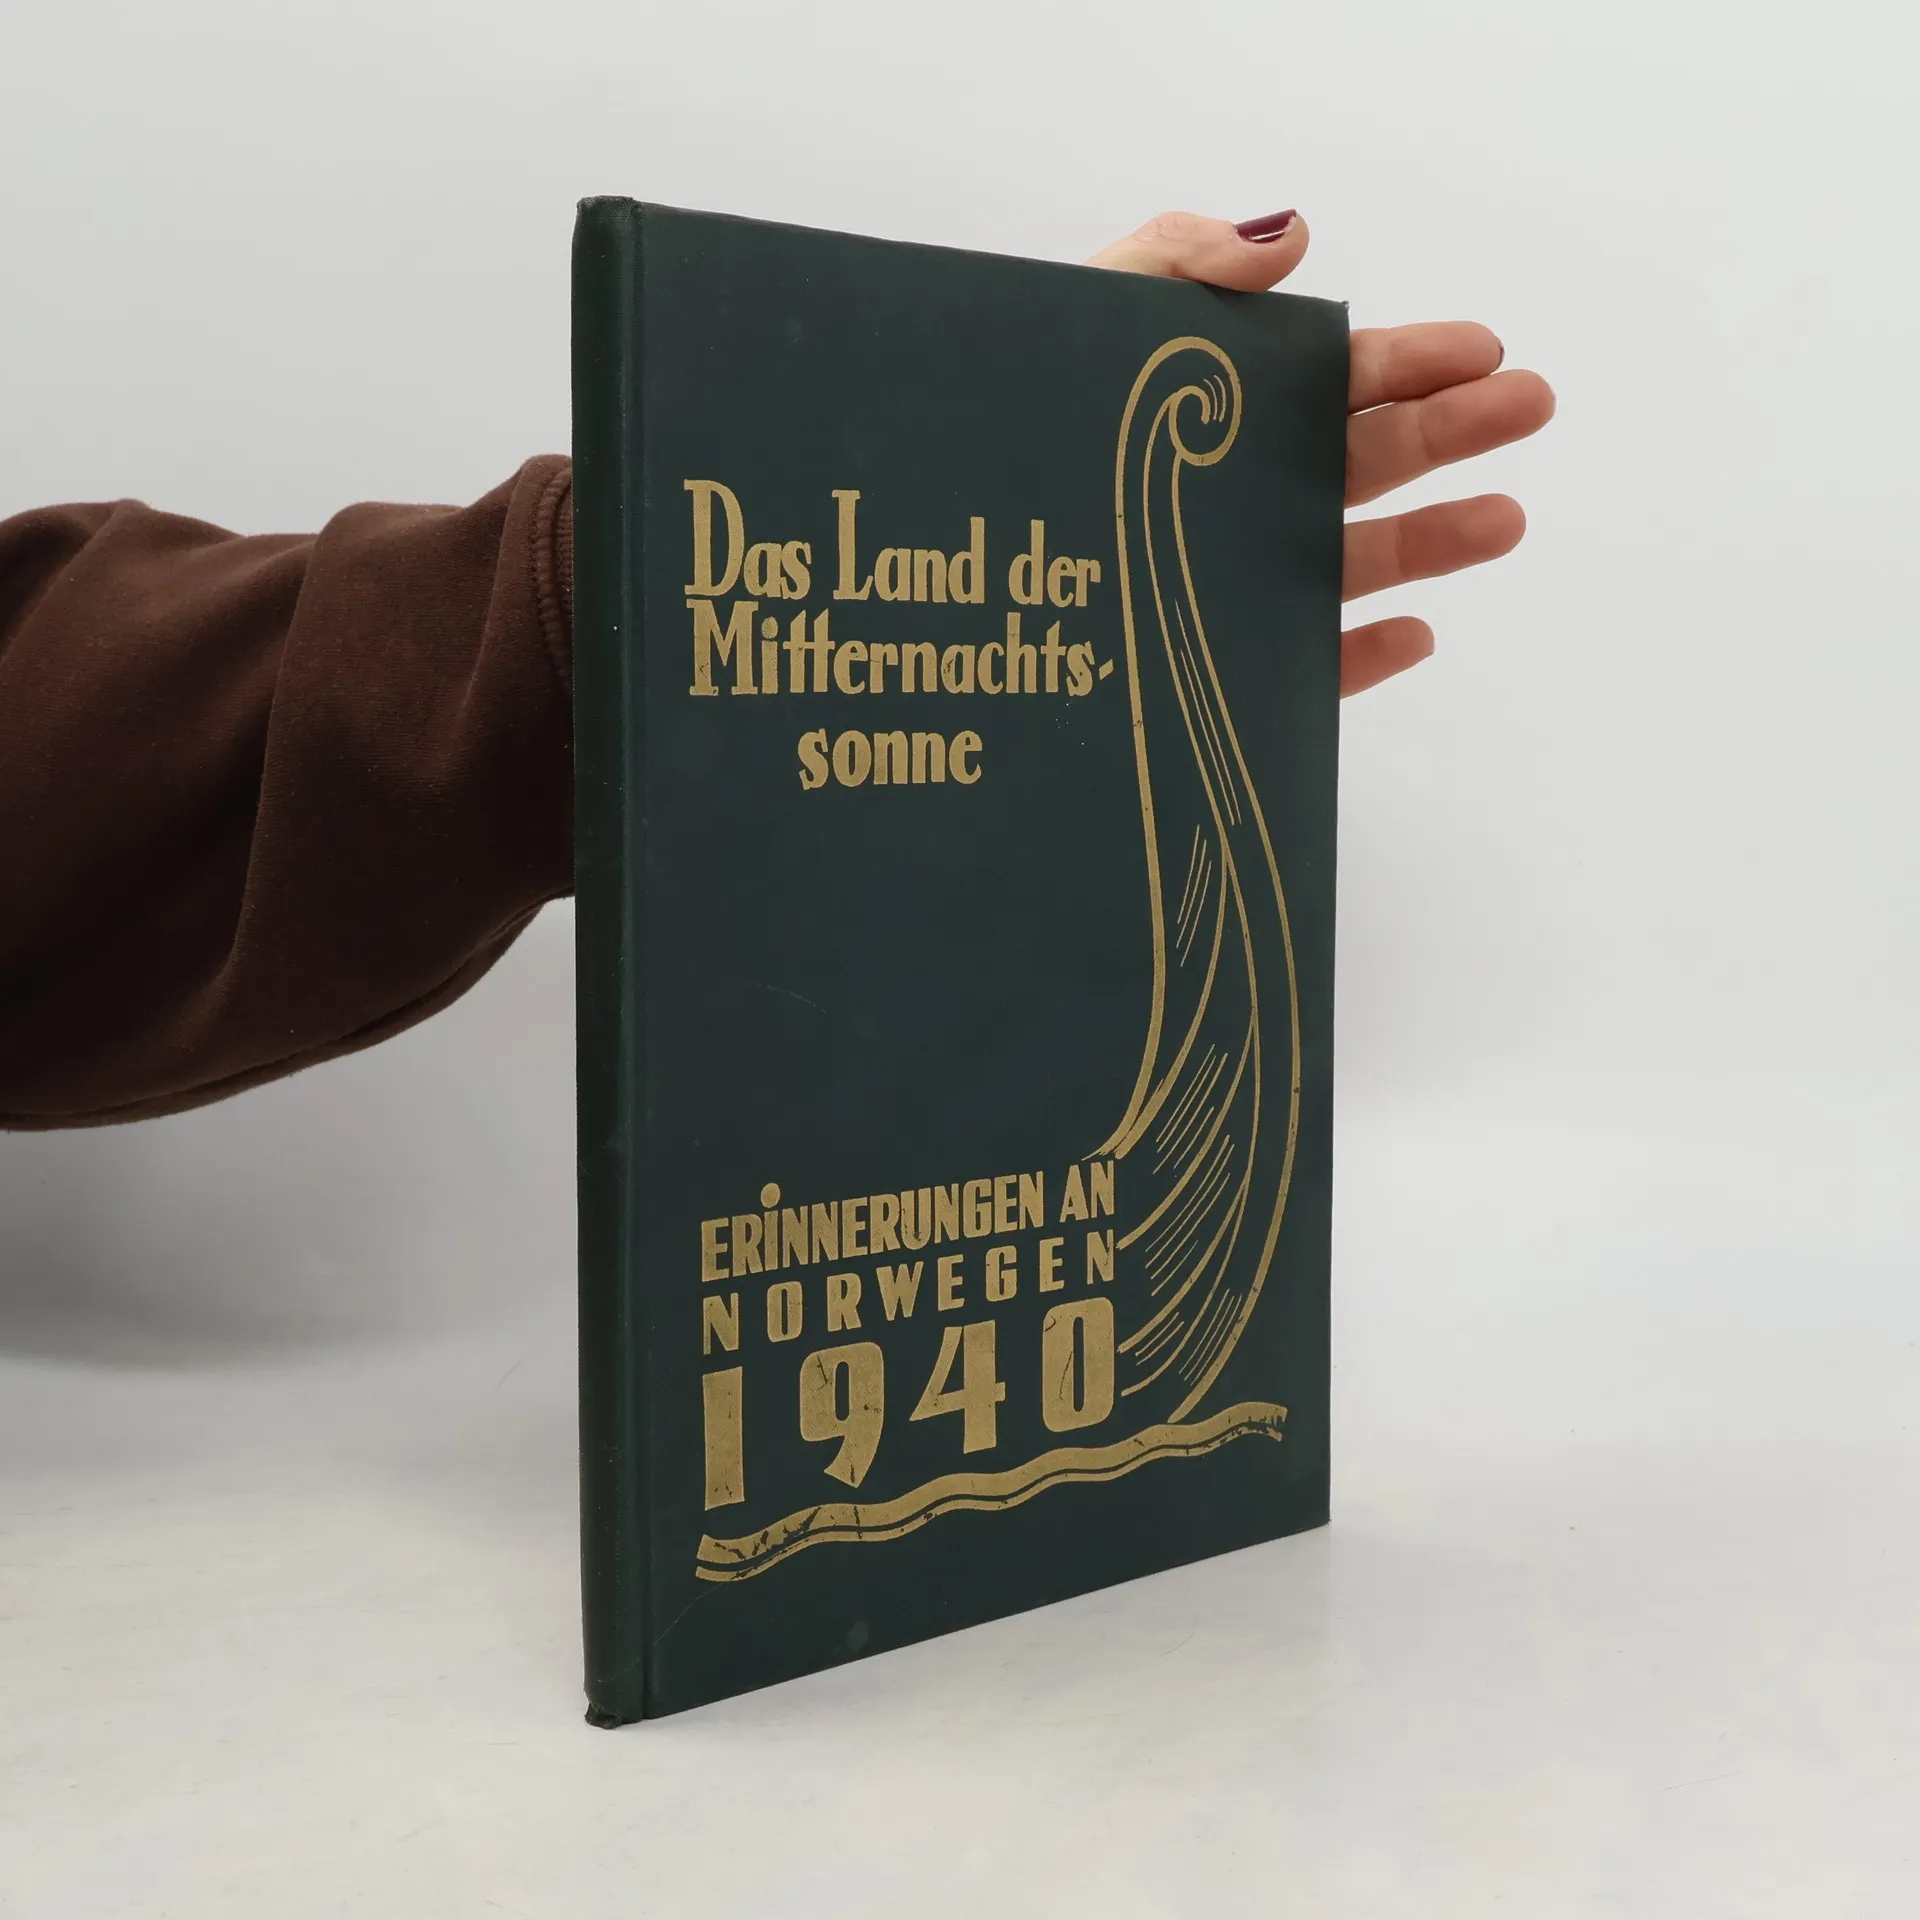 Das Land der
Mitternachts-
sonne
ERiNNERUNGEN AN
NORWEGEN
1940